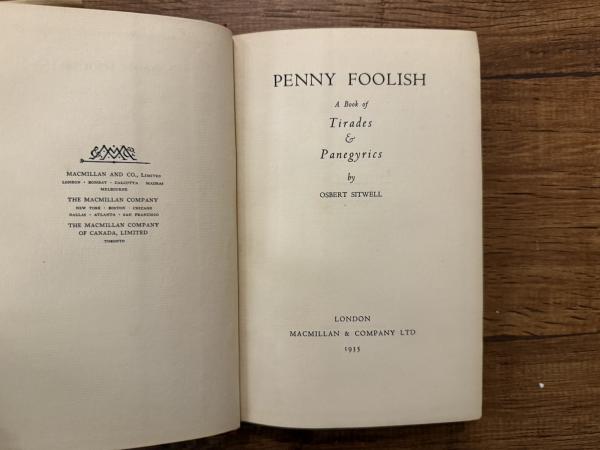 MACMILLAN AND CO., LIMITED
LONDON · BOMBAY · CALCUTTA MADRAS
MELBOURNE
THE MACMILLAN COMPANY
NEW YORK · BOSTON · CHICAGO
DALLAS · ATLANTA · SAN FRANCISCO
THE MACMILLAN COMPANY
OF CANADA, LIMITED
TORONTO
PENNY FOOLISH
A Book of
Tirades
&
Panegyrics
by
OSBERT SITWELL
LONDON
MACMILLAN & COMPANY LTD
1935